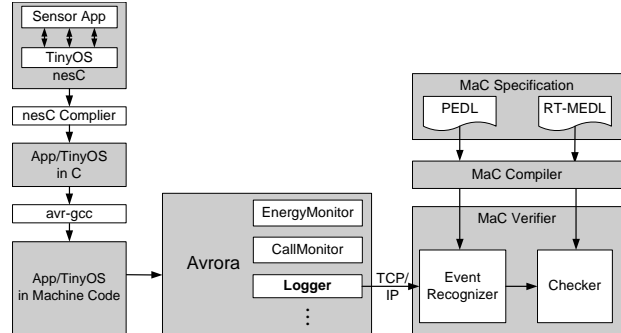 Sensor App
TinyOS
nesC
nesC Complier
App/TinyOS
in C
avr-gcc
App/TinyOS
in Machine Code
Avrora
EnergyMonitor
CallMonitor
Logger
TCP/
IP
MaC Specification
PEDL
RT-MEDL
MaC Compiler
MaC Verifier
Event
Recognizer
Checker